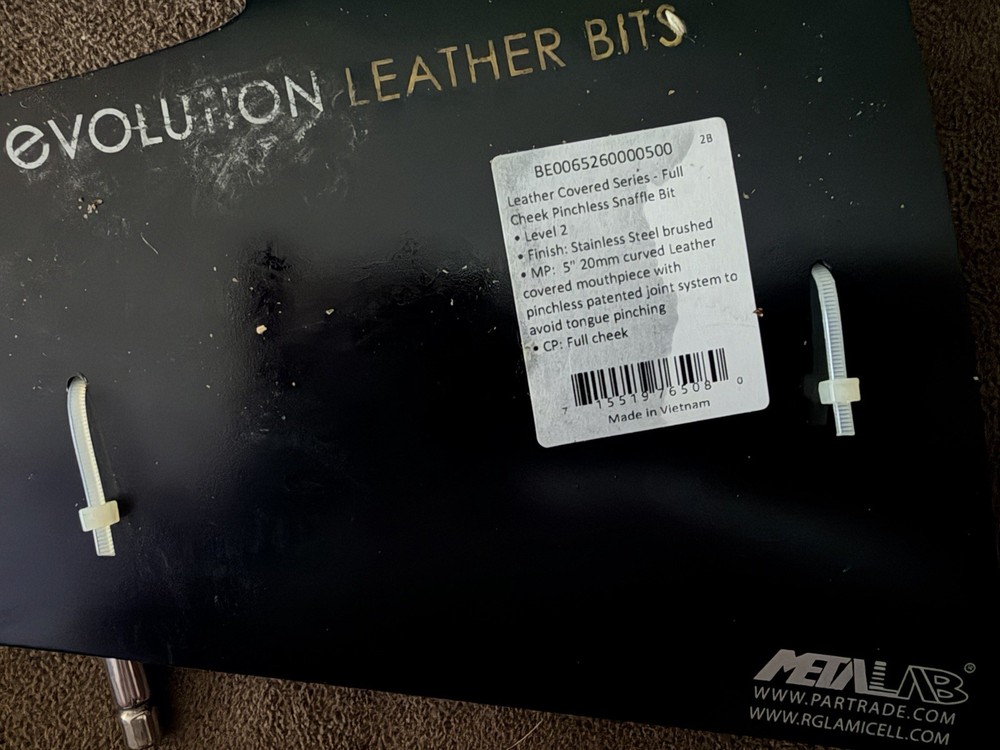 eVOLUTION LEATHER BITS
2B
BE0065260000500
Leather Covered Series - Full
Cheek Pinchless Snaffle Bit
• Level 2
• Finish: Stainless Steel brushed
• MP: 5" 20mm curved Leather
covered mouthpiece with
pinchless patented joint system to
avoid tongue pinching
• CP: Full cheek
7 15519 76508 0
Made in Vietnam
METALAB®
WWW.PARTRADE.COM
WWW.RGLAMICELL.COM